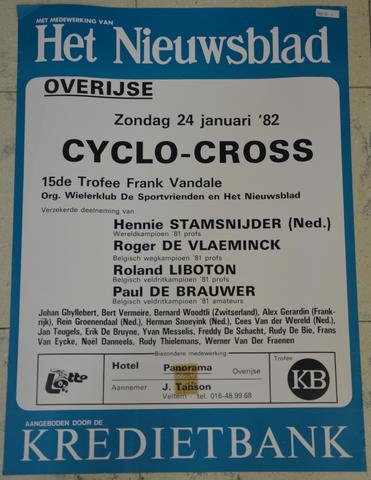 MET MEDEWERKING VAN
Het Nieuwsblad
OVERIJSE
Zondag 24 januari '82
CYCLO-CROSS
15de Trofee Frank Vandale
Org. Wielerklub De Sportvrienden en Het Nieuwsblad
Verzekerde deelneming van
Hennie STAMSNIJDER (Ned.)
Wereldkampioen '81 profs
Roger DE VLAEMINCK
Belgisch wegkampioen '81 profs
Roland LIBOTON
Belgisch veldritkampioen '81 profs
Paul DE BRAUWER
Belgisch veldritkampioen '81 amateurs
Johan Ghyllebert, Bert Vermeire, Bernard Woodtli (Zwitserland), Alex Gerardin (Frank-
rijk), Rein Groenendaal (Ned.), Herman Snoeyink (Ned.), Cees Van der Wereld (Ned.),
Jan Teugels, Erik De Bruyne, Yvan Messelis, Freddy De Schacht, Rudy De Bie, Frans
Van Eycke, Noël Danneels, Rudy Thielemans, Werner Van Der Fraenen
Biezondere medewerking
Lotto
Hotel Panorama Overijse
Aannemer J. Tanson
Veltem tel. 016-48.99.68
Trofee
KB
AANGEBODEN DOOR DE
KREDIETBANK